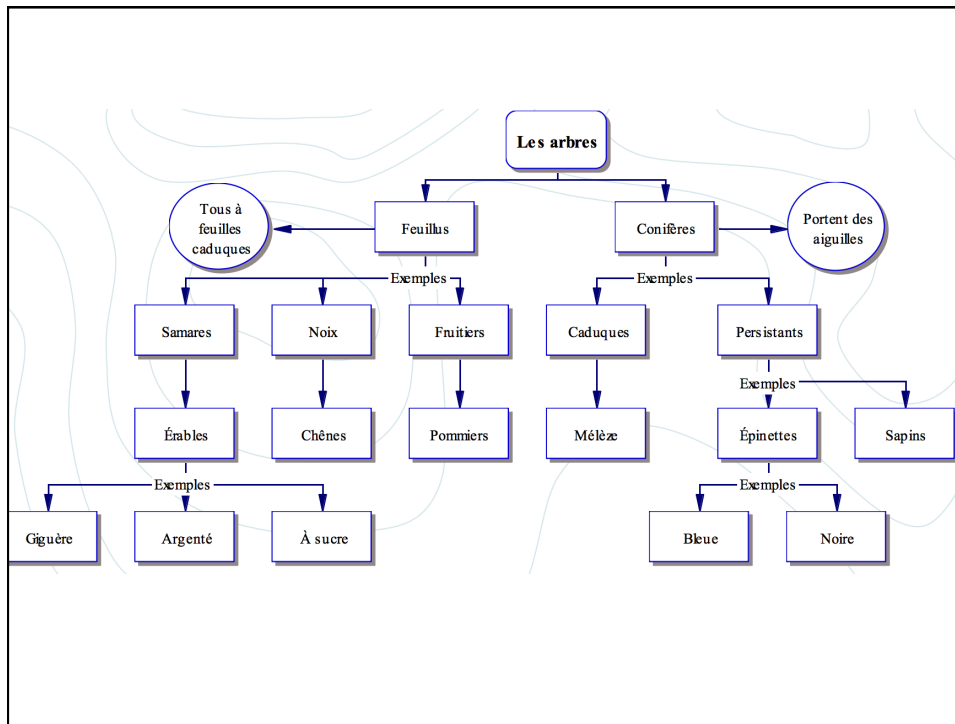 Les arbres
Tous à
feuilles
caduques
Feuillus
Conifères
Portent des
aiguilles
Exemples
Exemples
Samares
Noix
Fruitiers
Caduques
Persistants
Exemples
Érables
Chênes
Pommiers
Mélèze
Épinettes
Sapins
Exemples
Exemples
Giguère
Argenté
À sucre
Bleue
Noire